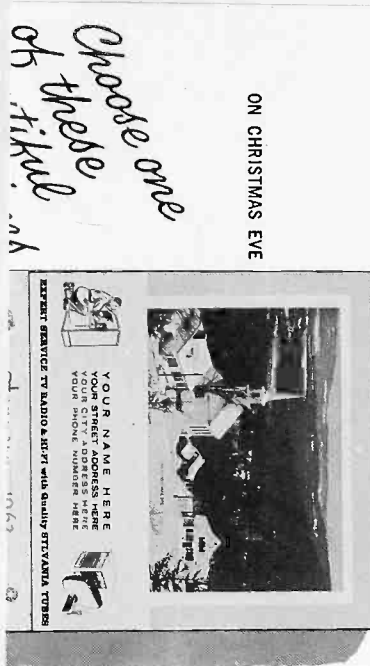 ON CHRISTMAS EVE
Choose one
of these
YOUR NAME HERE
YOUR STREET ADDRESS HERE
YOUR CITY ADDRESS HERE
YOUR PHONE NUMBER HERE
EXPERT SERVICE TV RADIO & HI-FI with Quality SYLVANIA TUBES